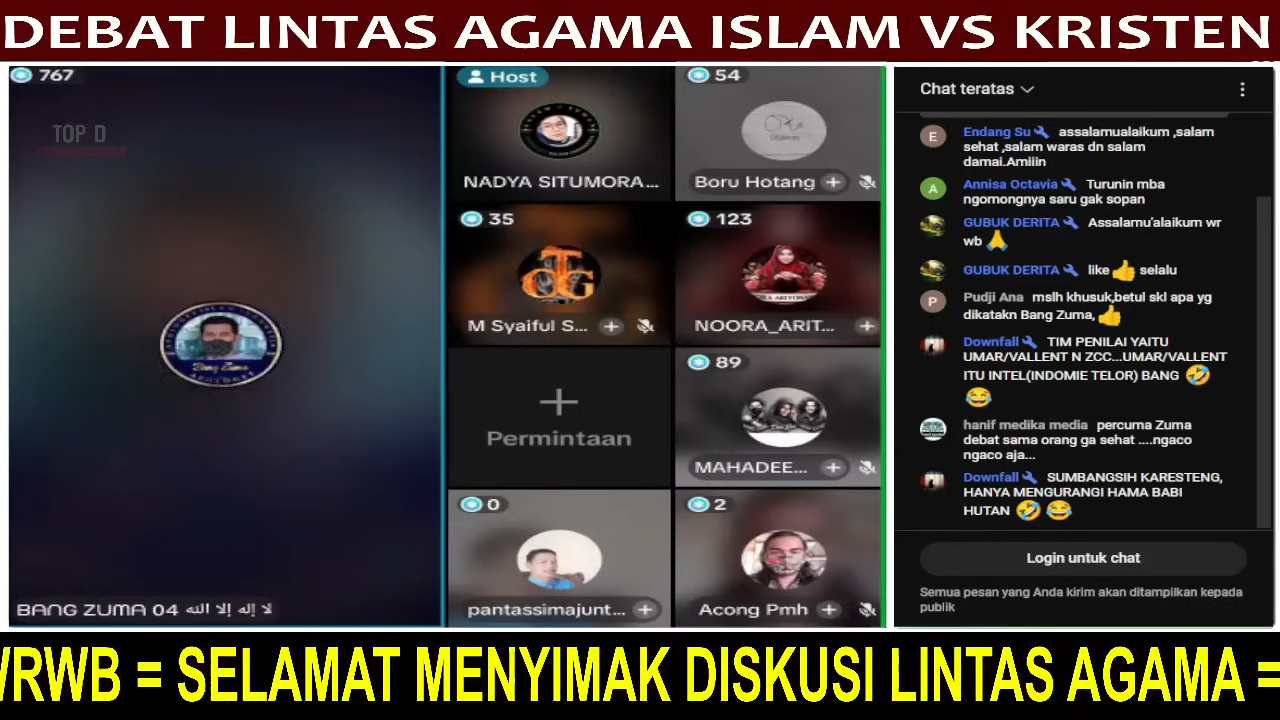 DEBAT LINTAS AGAMA ISLAM VS KRISTEN
767
TOP D
BANG ZUMA 04 لا إله إلا الله
Host
NADYA SITUMORA...
54
Boru Hotang
35
M Syaiful S...
123
NOORA_ARIT...
Permintaan
89
MAHADEE...
0
pantassimajunt...
2
Acong Pmh
Bang Zuma
Chat teratas
Endang Su assalamualaikum ,salam
sehat ,salam waras dn salam
damai.Amiiin
Annisa Octavia Turunin mba
ngomongnya saru gak sopan
GUBUK DERITA Assalamu'alaikum wr
wb 🙏
GUBUK DERITA like 👍 selalu
Pudji Ana mslh khusuk,betul skl apa yg
dikatakn Bang Zuma, 👍
Downfall TIM PENILAI YAITU
UMAR/VALLENT N ZCC...UMAR/VALLENT
ITU INTEL(INDOMIE TELOR) BANG 🤣
😂
hanif medika media percuma Zuma
debat sama orang ga sehat ....ngaco
ngaco aja...
Downfall SUMBANGSIH KARESTENG,
HANYA MENGURANGI HAMA BABI
HUTAN 🤣 😂
Login untuk chat
Semua pesan yang Anda kirim akan ditampilkan kepada
publik
WRWB = SELAMAT MENYIMAK DISKUSI LINTAS AGAMA =